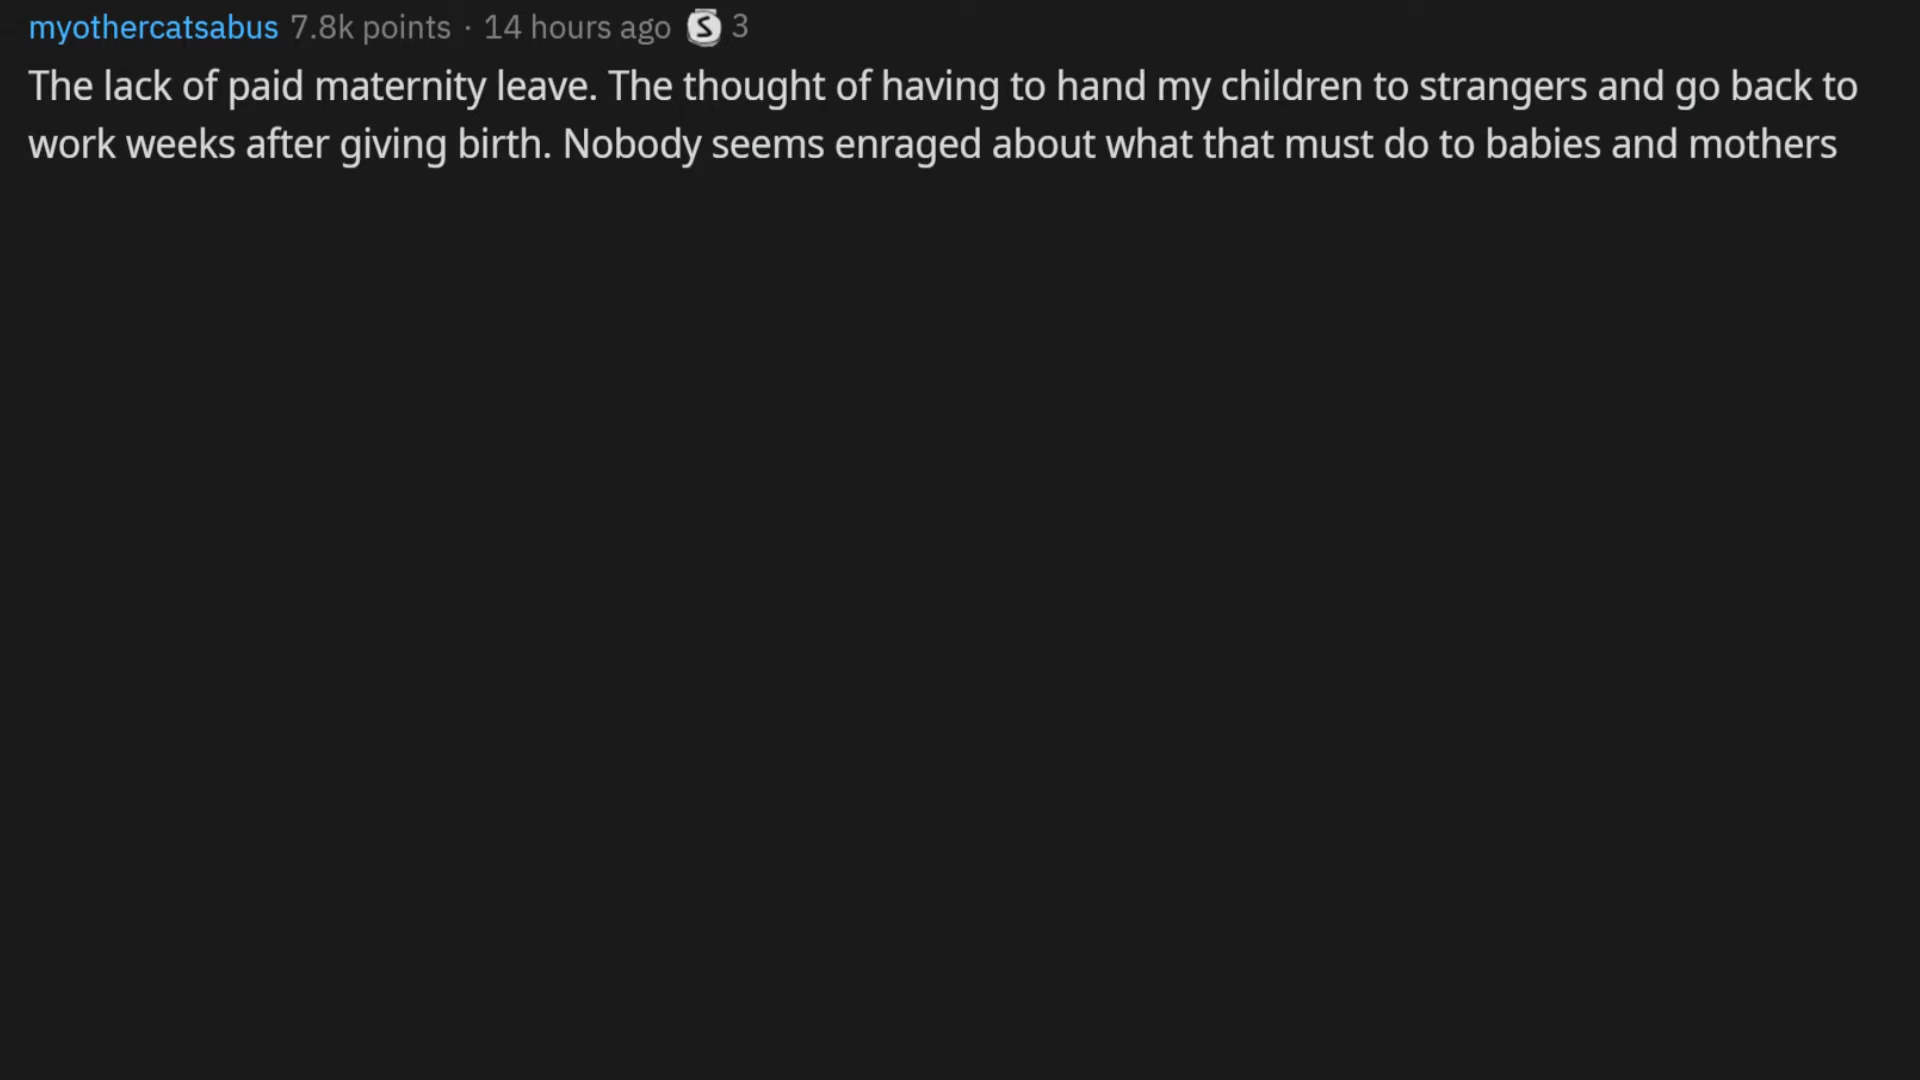 myothercatsabus 7.8k points · 14 hours ago S 3
The lack of paid maternity leave. The thought of having to hand my children to strangers and go back to
work weeks after giving birth. Nobody seems enraged about what that must do to babies and mothers